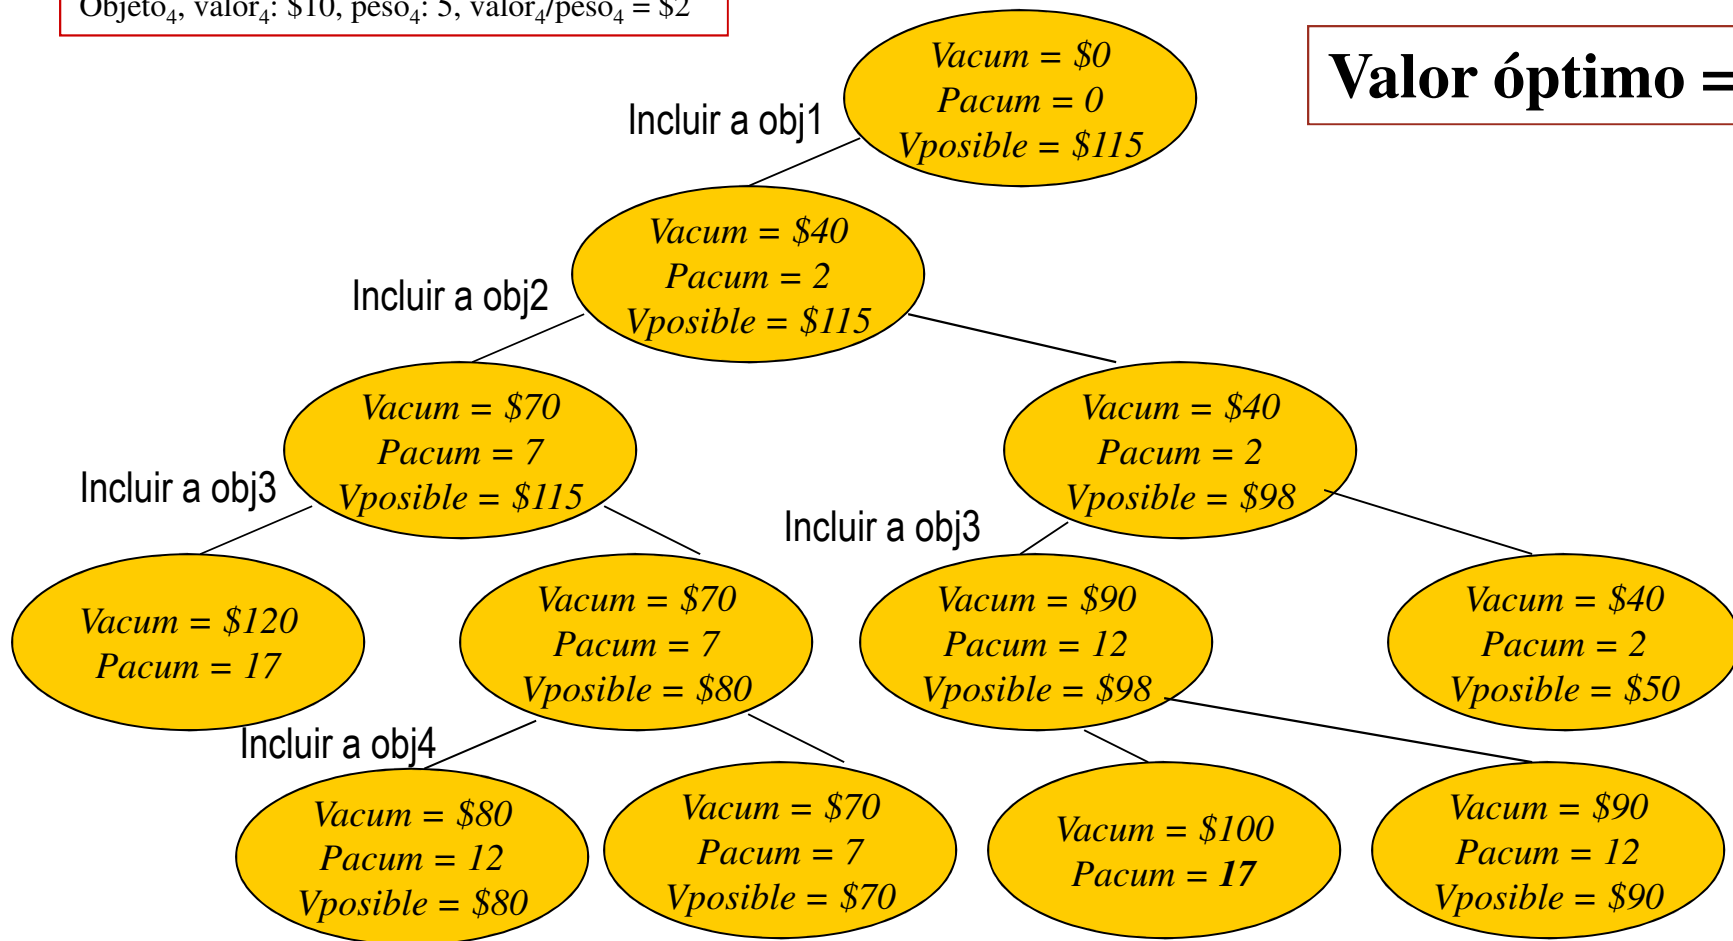 Objeto₄, valor₄: $10, peso₄: 5, valor₄/peso₄ = $2
Valor óptimo =
Vacum = $0
Pacum = 0
Vposible = $115
Incluir a obj1
Vacum = $40
Pacum = 2
Vposible = $115
Incluir a obj2
Vacum = $70
Pacum = 7
Vposible = $115
Vacum = $40
Pacum = 2
Vposible = $98
Incluir a obj3
Incluir a obj3
Vacum = $120
Pacum = 17
Vacum = $70
Pacum = 7
Vposible = $80
Vacum = $90
Pacum = 12
Vposible = $98
Vacum = $40
Pacum = 2
Vposible = $50
Incluir a obj4
Vacum = $80
Pacum = 12
Vposible = $80
Vacum = $70
Pacum = 7
Vposible = $70
Vacum = $100
Pacum = 17
Vacum = $90
Pacum = 12
Vposible = $90